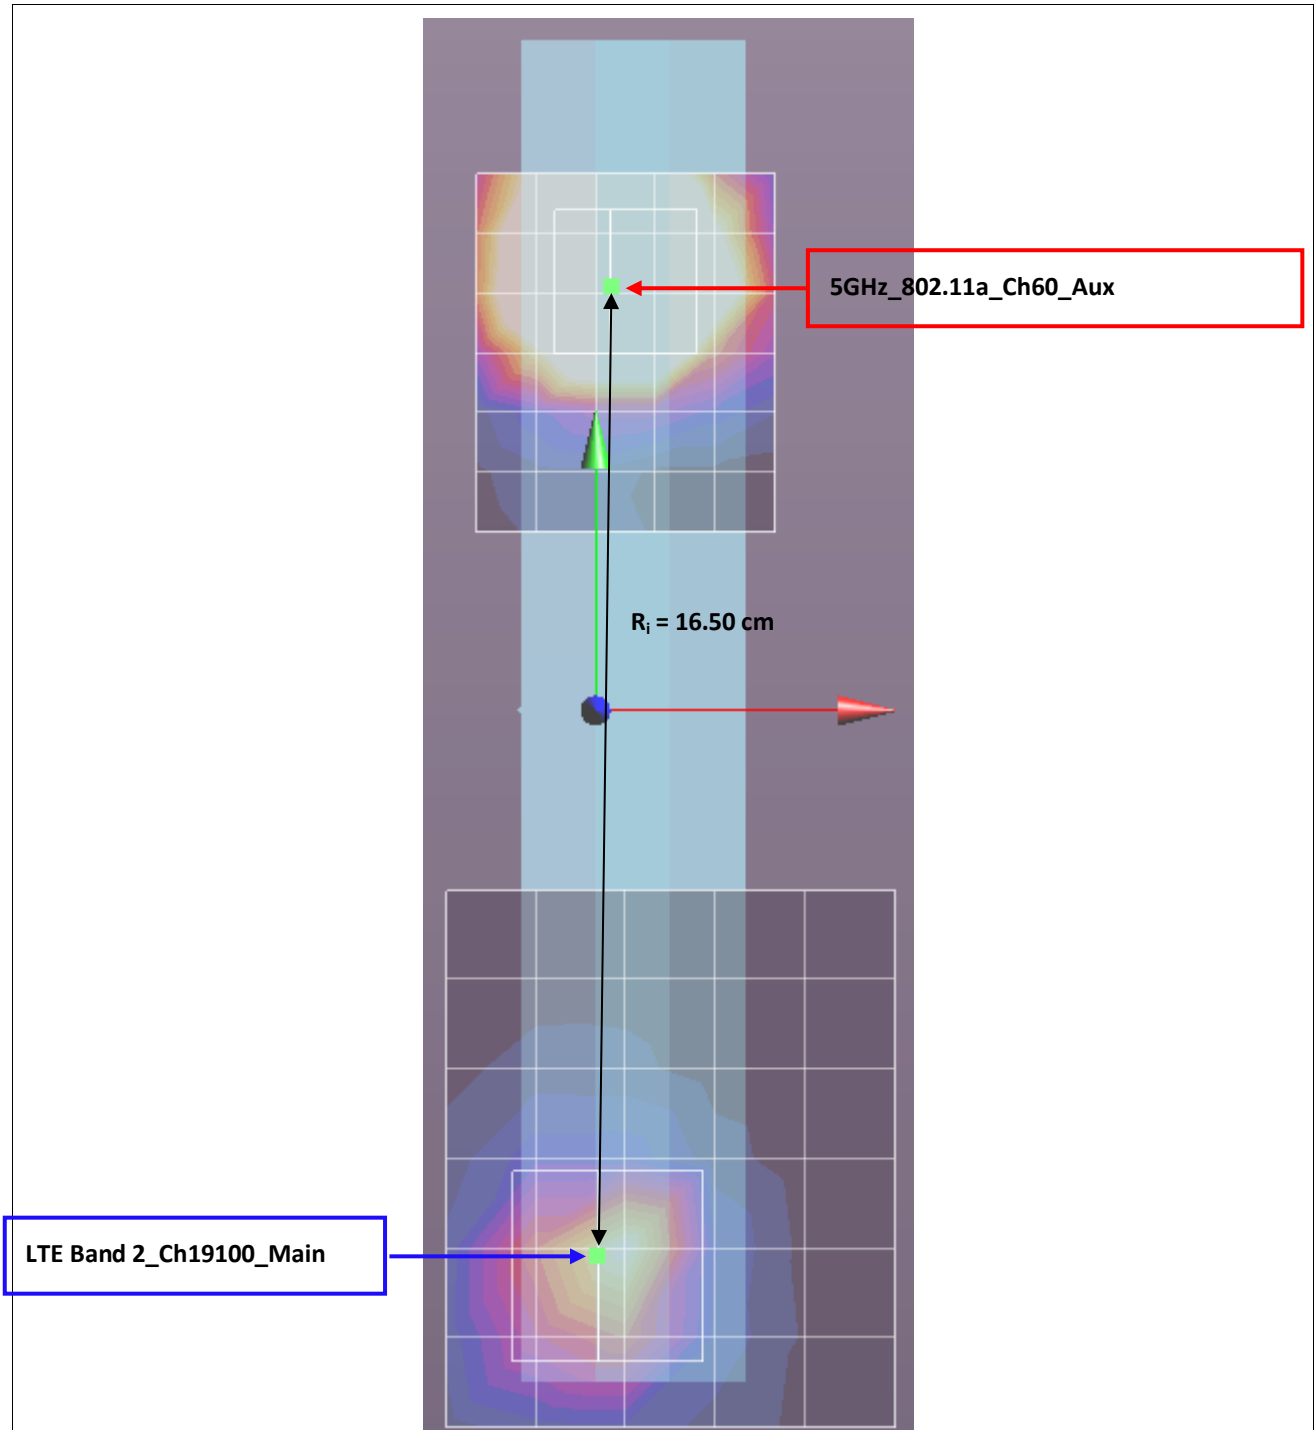 5GHz_802.11a_Ch60_Aux
Rᵢ = 16.50 cm
LTE Band 2_Ch19100_Main